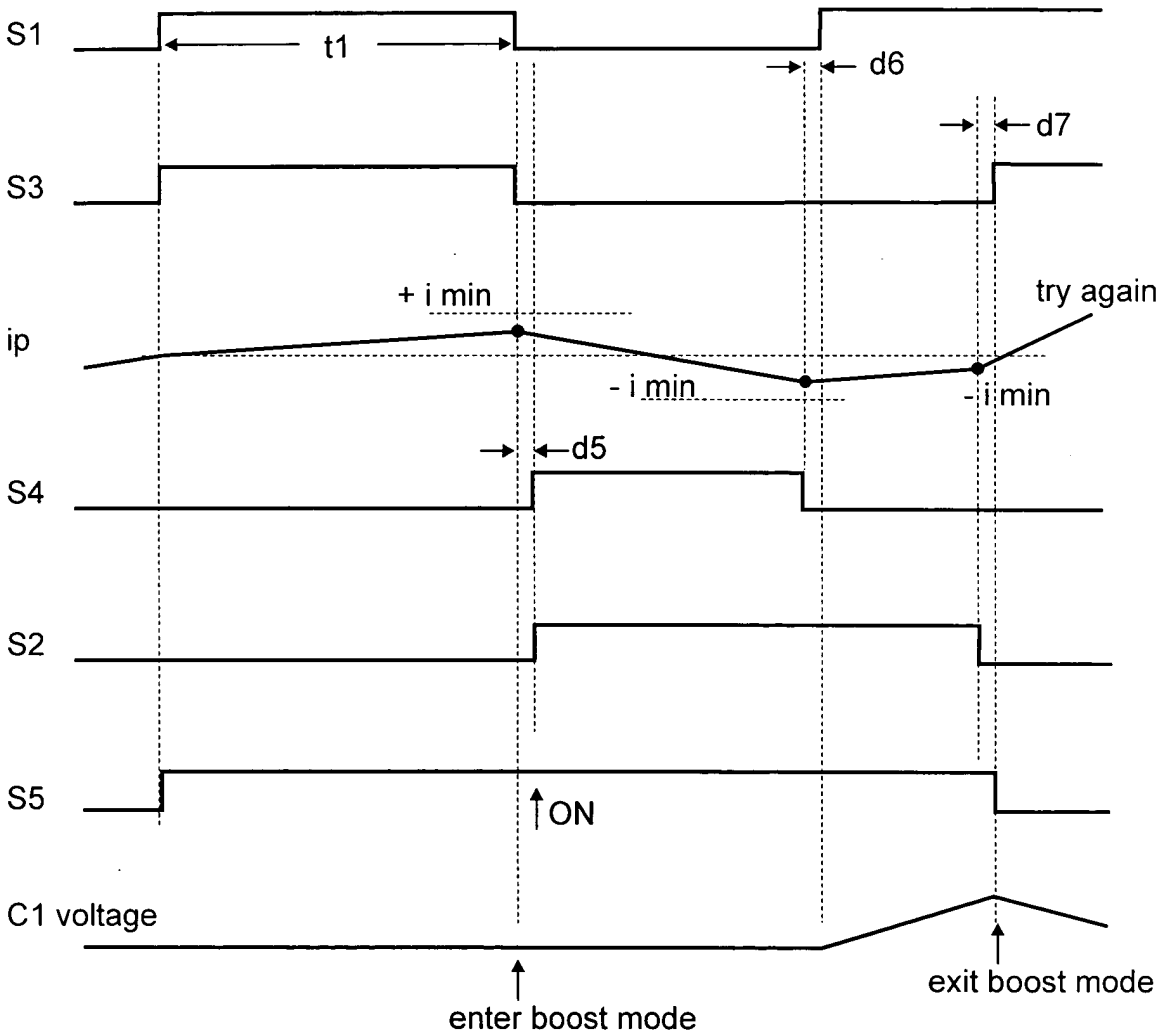 S1
t1
d6
d7
S3
+ i min
try again
ip
- i min
- i min
d5
S4
S2
S5
ON
C1 voltage
exit boost mode
enter boost mode